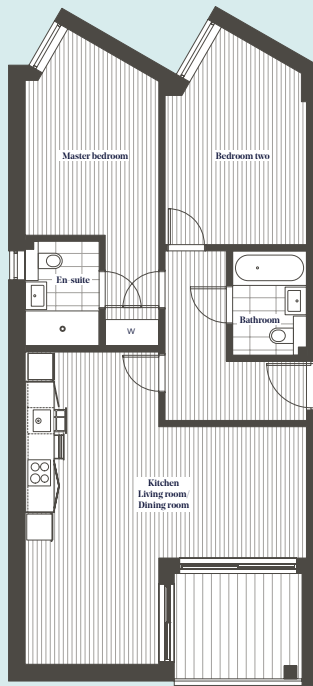 Master bedroom
Bedroom two
En-suite
Bathroom
W
Kitchen
Living room/
Dining room